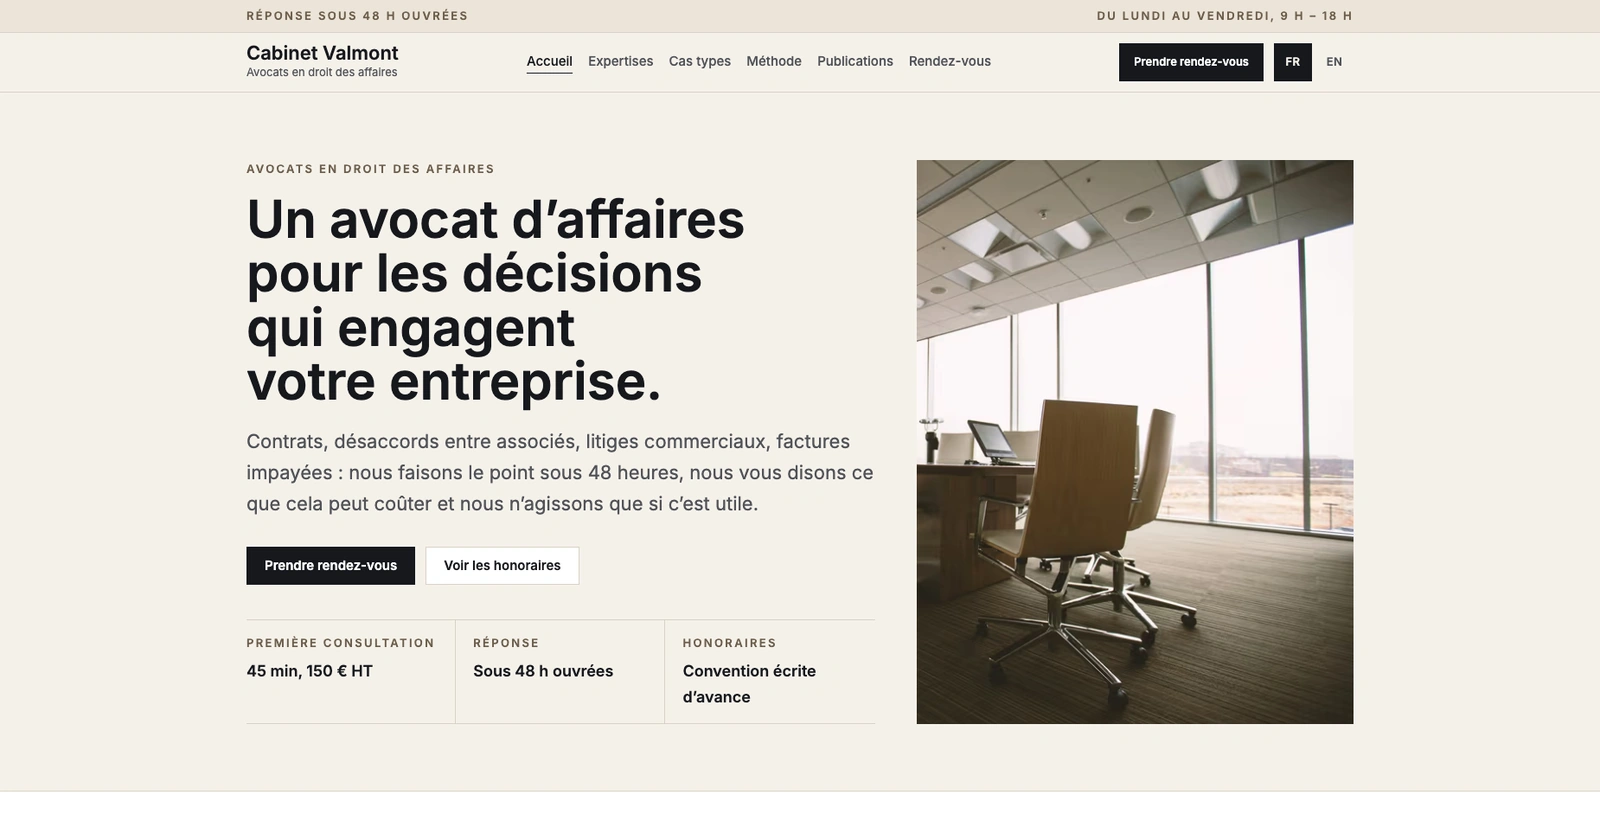 RÉPONSE SOUS 48 H OUVRÉES
DU LUNDI AU VENDREDI, 9 H – 18 H
Cabinet Valmont
Avocats en droit des affaires
Accueil
Expertises
Cas types
Méthode
Publications
Rendez-vous
Prendre rendez-vous
FR
EN
AVOCATS EN DROIT DES AFFAIRES
Un avocat d’affaires
pour les décisions
qui engagent
votre entreprise.
Contrats, désaccords entre associés, litiges commerciaux, factures
impayées : nous faisons le point sous 48 heures, nous vous disons ce
que cela peut coûter et nous n’agissons que si c’est utile.
Prendre rendez-vous
Voir les honoraires
PREMIÈRE CONSULTATION
45 min, 150 € HT
RÉPONSE
Sous 48 h ouvrées
HONORAIRES
Convention écrite
d’avance